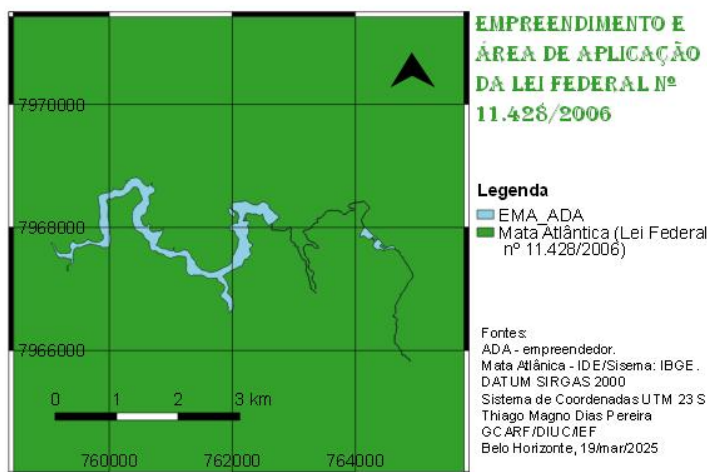 EMPREENDIMENTO E
ÁREA DE APLICAÇÃO
DA LEI FEDERAL Nº
11.428/2006
7970000
7968000
7966000
0 1 2 3 km
760000 762000 764000
Legenda
EMA_ADA
Mata Atlântica (Lei Federal
nº 11.428/2006)
Fontes:
ADA - empreendedor.
Mata Atlânica - IDE/Sisema: IBGE.
DATUM SIRGAS 2000
Sistema de Coordenadas UTM 23 S
Thiago Magno Dias Pereira
GCARF/DIUC/IEF
Belo Horizonte, 19/mar/2025